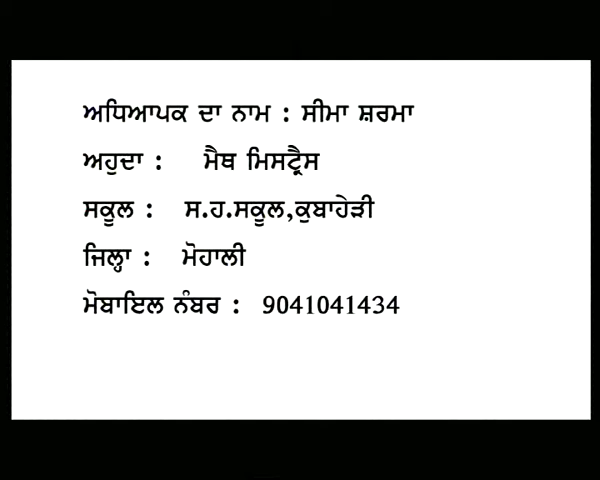 ਅਧਿਆਪਕ ਦਾ ਨਾਮ : ਸੀਮਾ ਸ਼ਰਮਾ
ਅਹੁਦਾ : ਮੈਥ ਮਿਸਟ੍ਰੈਸ
ਸਕੂਲ : ਸ.ਹ.ਸਕੂਲ,ਕੁਬਾਹੇੜੀ
ਜਿਲ੍ਹਾ : ਮੋਹਾਲੀ
ਮੋਬਾਇਲ ਨੰਬਰ : 9041041434